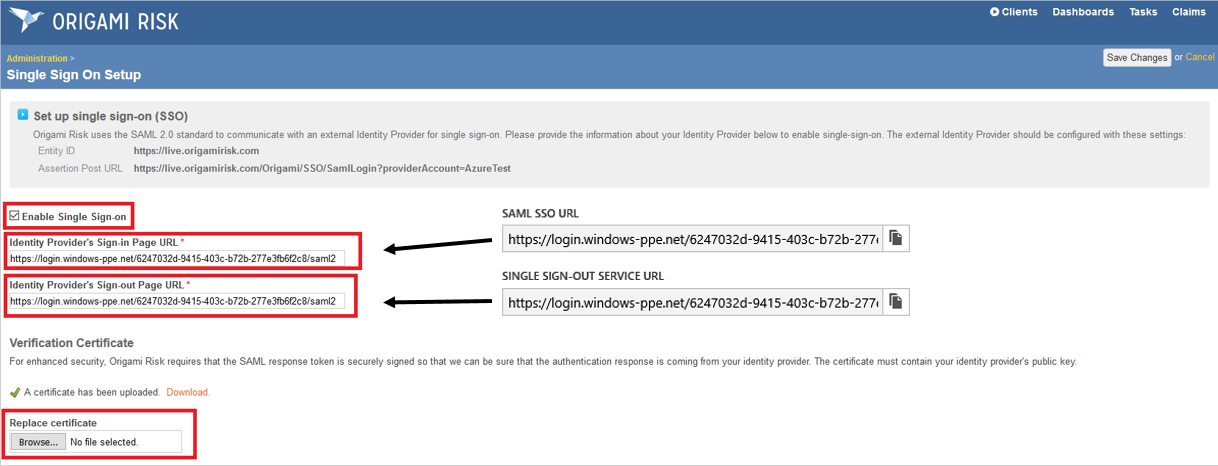 ORIGAMI RISK
Clients Dashboards Tasks Claims
Administration >
Single Sign On Setup
Save Changes or Cancel
Set up single sign-on (SSO)
Origami Risk uses the SAML 2.0 standard to communicate with an external Identity Provider for single sign-on. Please provide the information about your Identity Provider below to enable single-sign-on. The external Identity Provider should be configured with these settings:
Entity ID https://live.origamirisk.com
Assertion Post URL https://live.origamirisk.com/Origami/SSO/SamlLogin?providerAccount=AzureTest
Enable Single Sign-on
Identity Provider's Sign-in Page URL *
https://login.windows-ppe.net/6247032d-9415-403c-b72b-277e3fb6f2c8/saml2
SAML SSO URL
https://login.windows-ppe.net/6247032d-9415-403c-b72b-277e
Identity Provider's Sign-out Page URL *
https://login.windows-ppe.net/6247032d-9415-403c-b72b-277e3fb6f2c8/saml2
SINGLE SIGN-OUT SERVICE URL
https://login.windows-ppe.net/6247032d-9415-403c-b72b-277e
Verification Certificate
For enhanced security, Origami Risk requires that the SAML response token is securely signed so that we can be sure that the authentication response is coming from your identity provider. The certificate must contain your identity provider's public key.
A certificate has been uploaded. Download.
Replace certificate
Browse... No file selected.